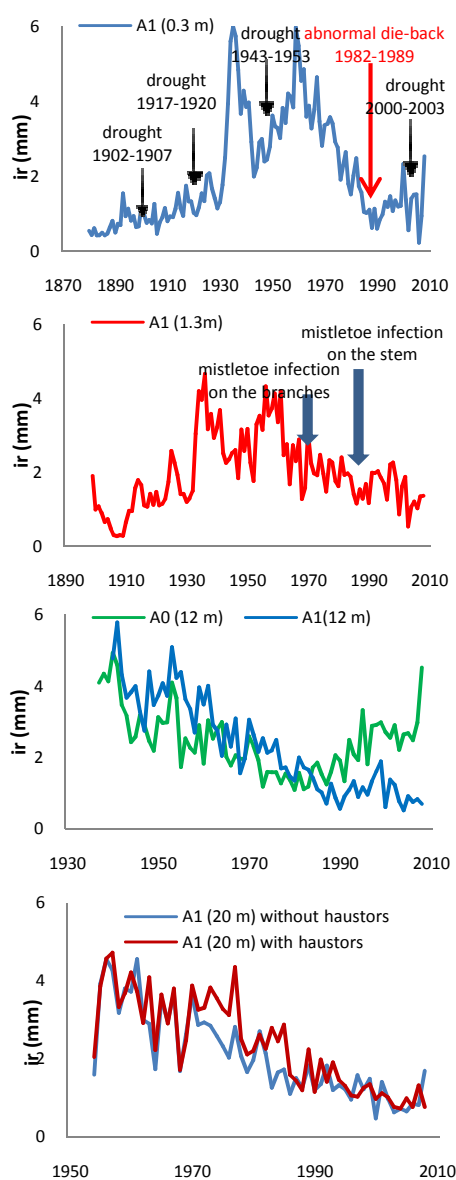 A1 (0.3 m)
drought
1943-1953
abnormal die-back
1982-1989
drought
1917-1920
drought
2000-2003
drought
1902-1907
ir (mm)
6
4
2
0
1870 1890 1910 1930 1950 1970 1990 2010
A1 (1.3m)
mistletoe infection
on the stem
mistletoe infection
on the branches
ir (mm)
6
4
2
0
1890 1910 1930 1950 1970 1990 2010
A0 (12 m) A1(12 m)
ir (mm)
6
4
2
0
1930 1950 1970 1990 2010
A1 (20 m) without haustors
A1 (20 m) with haustors
ir (mm)
6
4
2
0
1950 1970 1990 2010